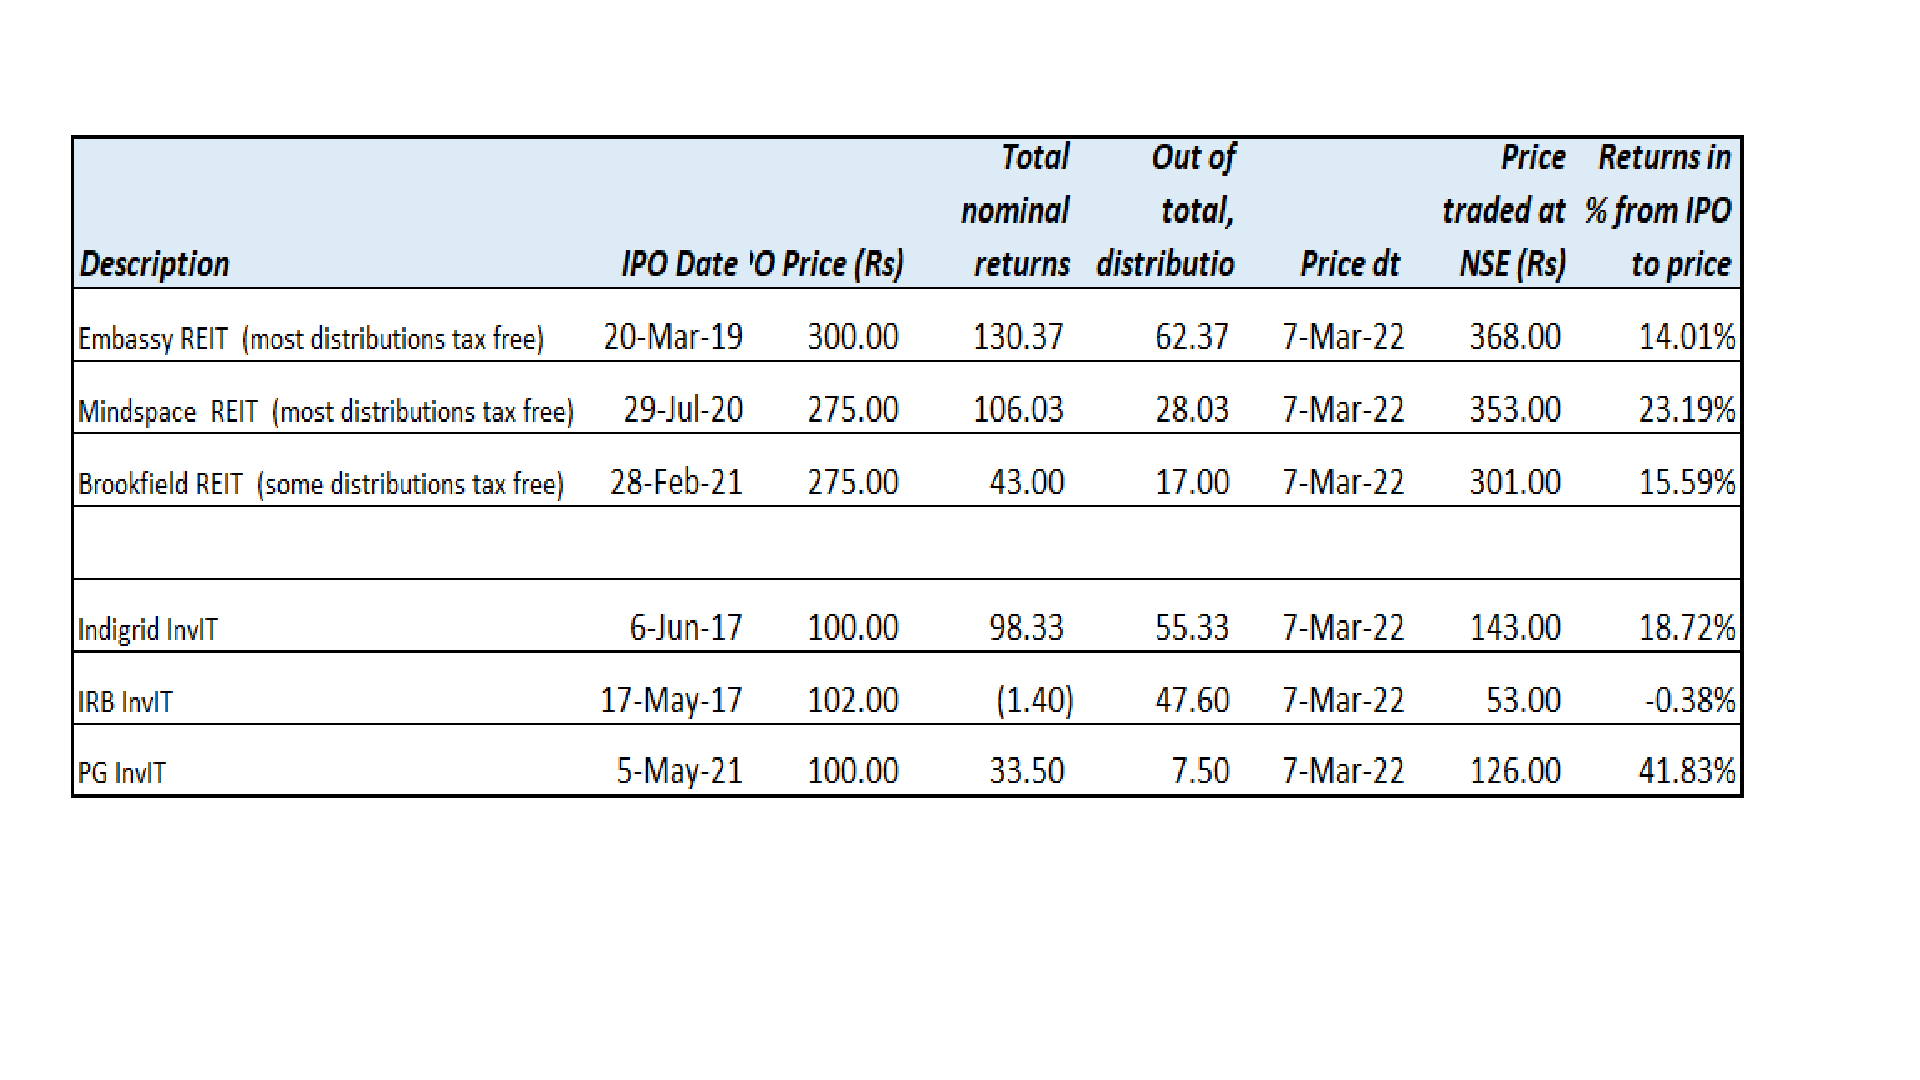 Description IPO Date 'O Price (Rs) Total nominal returns Out of total, distributio Price dt Price traded at NSE (Rs) Returns in % from IPO to price
Embassy REIT (most distributions tax free) 20-Mar-19 300.00 130.37 62.37 7-Mar-22 368.00 14.01%
Mindspace REIT (most distributions tax free) 29-Jul-20 275.00 106.03 28.03 7-Mar-22 353.00 23.19%
Brookfield REIT (some distributions tax free) 28-Feb-21 275.00 43.00 17.00 7-Mar-22 301.00 15.59%
Indigrid InvIT 6-Jun-17 100.00 98.33 55.33 7-Mar-22 143.00 18.72%
IRB InvIT 17-May-17 102.00 (1.40) 47.60 7-Mar-22 53.00 -0.38%
PG InvIT 5-May-21 100.00 33.50 7.50 7-Mar-22 126.00 41.83%